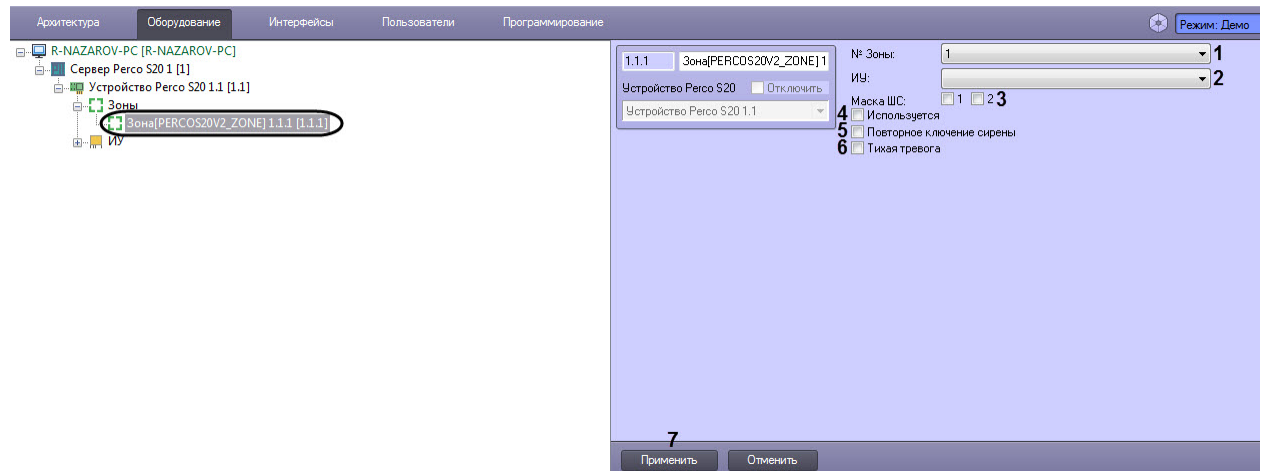 Архитектура Оборудование Интерфейсы Пользователи Программирование Режим: Демо
R-NAZAROV-PC [R-NAZAROV-PC]
Сервер Perco S20 1 [1]
Устройство Perco S20 1.1 [1.1]
Зоны
Зона[PERCOS20V2_ZONE] 1.1.1 [1.1.1]
ИУ
1.1.1 Зона[PERCOS20V2_ZONE] 1
Устройство Perco S20 Отключить
Устройство Perco S20 1.1
№ Зоны: 1 1
ИУ: 2
Маска ШС: 1 2 3
4 Используется
5 Повторное ключение сирены
6 Тихая тревога
7
Применить Отменить